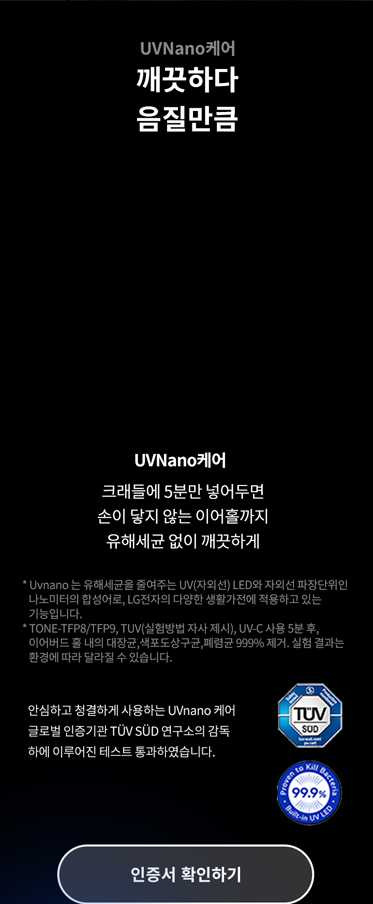 UVNano케어
깨끗하다
음질만큼
UVNano케어
크래들에 5분만 넣어두면
손이 닿지 않는 이어홀까지
유해세균 없이 깨끗하게
* Uvnano 는 유해세균을 줄여주는 UV(자외선) LED와 자외선 파장단위인
나노미터의 합성어로, LG전자의 다양한 생활가전에 적용하고 있는
기능입니다.
* TONE-TFP8/TFP9, TUV(실험방법 자사 제시), UV-C 사용 5분 후,
이어버드 홀 내의 대장균,색포도상구균,폐렴균 999% 제거. 실험 결과는
환경에 따라 달라질 수 있습니다.
안심하고 청결하게 사용하는 UVnano 케어
글로벌 인증기관 TÜV SÜD 연구소의 감독
하에 이루어진 테스트 통과하였습니다.
TÜV
SÜD
Proven to Kill Bacteria
99.9%
Built-in UV LED
인증서 확인하기